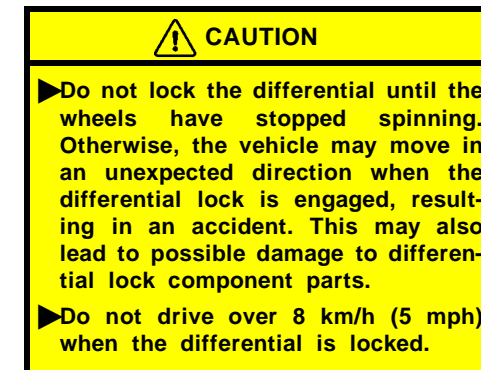 CAUTION
▶Do not lock the differential until the
wheels have stopped spinning.
Otherwise, the vehicle may move in
an unexpected direction when the
differential lock is engaged, result-
ing in an accident. This may also
lead to possible damage to differen-
tial lock component parts.
▶Do not drive over 8 km/h (5 mph)
when the differential is locked.